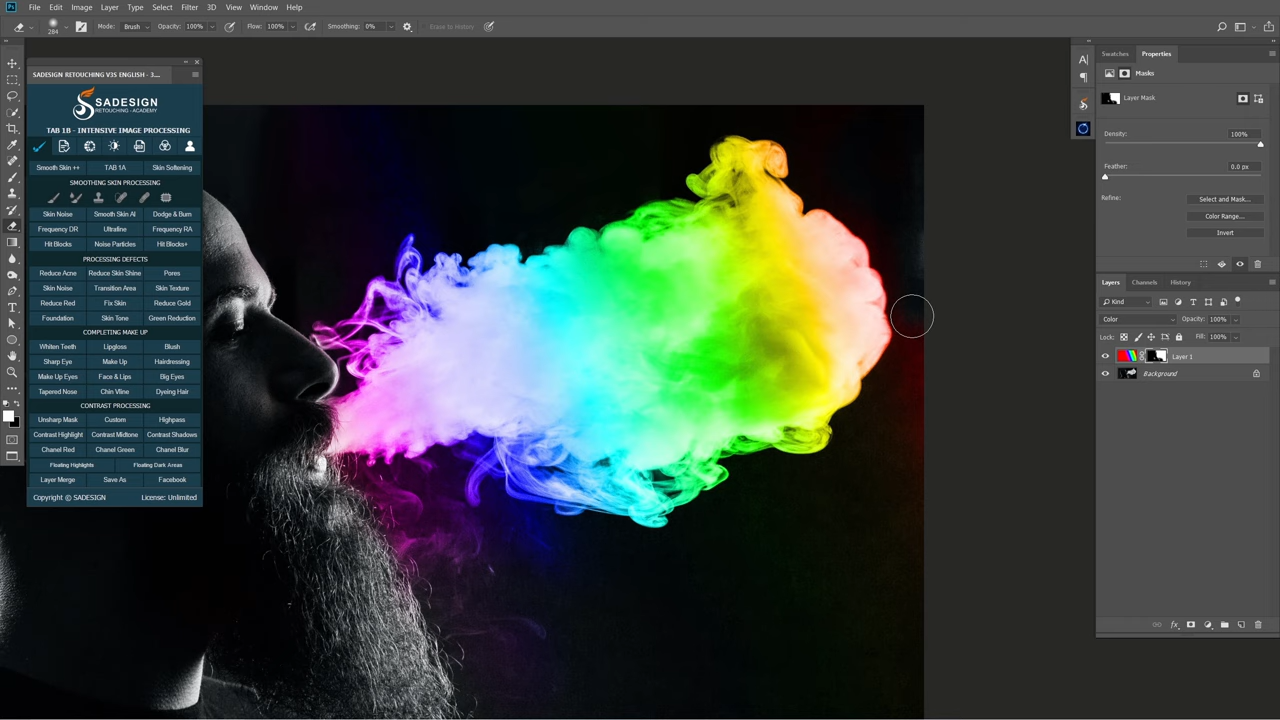 Ps File Edit Image Layer Type Select Filter 3D View Window Help
284 Mode: Brush Opacity: 100% Flow: 100% Smoothing: 0% Erase to History
SADESIGN RETOUCHING V3S ENGLISH - 3...
SADESIGN
RETOUCHING - ACADEMY
TAB 1B - INTENSIVE IMAGE PROCESSING
Smooth Skin ++ TAB 1A Skin Softening
SMOOTHING SKIN PROCESSING
Skin Noise Smooth Skin AI Dodge & Burn
Frequency DR Ultrafine Frequency RA
Hit Blocks Noise Particles Hit Blocks+
PROCESSING DEFECTS
Reduce Acne Reduce Skin Shine Pores
Skin Noise Transition Area Skin Texture
Reduce Red Fix Skin Reduce Gold
Foundation Skin Tone Green Reduction
COMPLETING MAKE UP
Whiten Teeth Lipgloss Blush
Sharp Eye Make Up Hairdressing
Make Up Eyes Face & Lips Big Eyes
Tapered Nose Chin Vline Dyeing Hair
CONTRAST PROCESSING
Unsharp Mask Custom Highpass
Contrast Highlight Contrast Midtone Contrast Shadows
Chanel Red Chanel Green Chanel Blur
Floating Highlights Floating Dark Areas
Layer Merge Save As Facebook
Copyright © SADESIGN License: Unlimited
Swatches Properties
Masks
Layer Mask
Density: 100%
Feather: 0.0 px
Refine: Select and Mask...
Color Range...
Invert
Layers Channels History
Kind
Color Opacity: 100%
Lock: Fill: 100%
Layer 1
Background